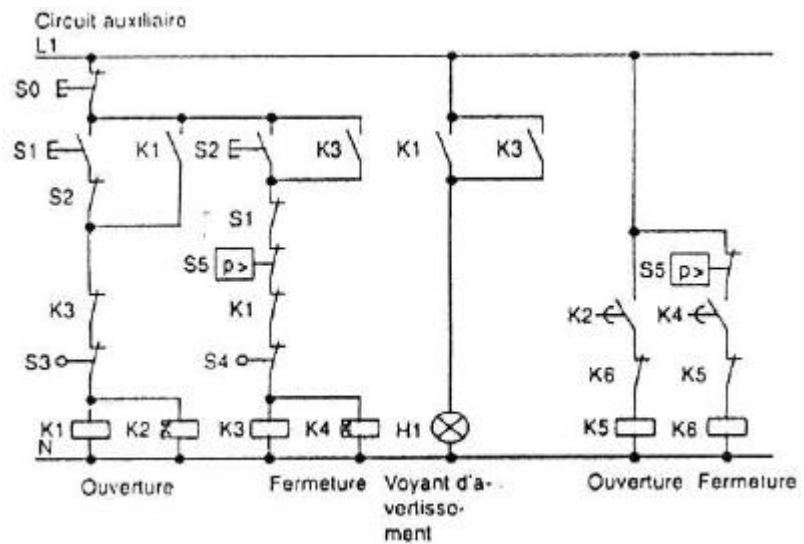 Circuit auxiliaire
L1
S0
S1 K1 S2 K3 K1 K3
S2
S1
S5 p>
S5 p>
K3 K1 K2 K4
S3 S4 K6 K5
K1 K2 K3 K4 H1 K5 K6
N
Ouverture Fermeture Voyant d'a- Ouverture Fermeture
vertisse-
ment